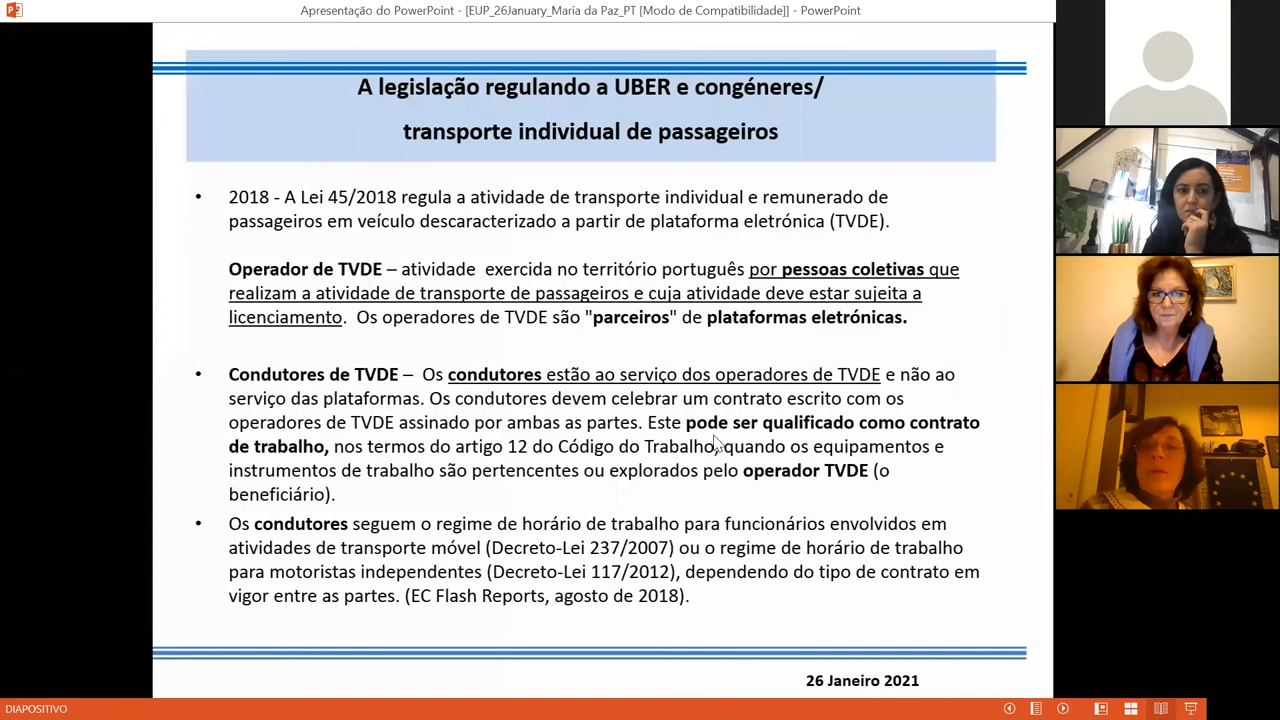 Apresentação do PowerPoint - [EUP_26January_Maria da Paz_PT [Modo de Compatibilidade]] - PowerPoint
A legislação regulando a UBER e congéneres/
transporte individual de passageiros
• 2018 - A Lei 45/2018 regula a atividade de transporte individual e remunerado de
passageiros em veículo descaracterizado a partir de plataforma eletrónica (TVDE).
Operador de TVDE – atividade exercida no território português por pessoas coletivas que
realizam a atividade de transporte de passageiros e cuja atividade deve estar sujeita a
licenciamento. Os operadores de TVDE são "parceiros" de plataformas eletrónicas.
• Condutores de TVDE – Os condutores estão ao serviço dos operadores de TVDE e não ao
serviço das plataformas. Os condutores devem celebrar um contrato escrito com os
operadores de TVDE assinado por ambas as partes. Este pode ser qualificado como contrato
de trabalho, nos termos do artigo 12 do Código do Trabalho, quando os equipamentos e
instrumentos de trabalho são pertencentes ou explorados pelo operador TVDE (o
beneficiário).
• Os condutores seguem o regime de horário de trabalho para funcionários envolvidos em
atividades de transporte móvel (Decreto-Lei 237/2007) ou o regime de horário de trabalho
para motoristas independentes (Decreto-Lei 117/2012), dependendo do tipo de contrato em
vigor entre as partes. (EC Flash Reports, agosto de 2018).
26 Janeiro 2021
DIAPOSITIVO